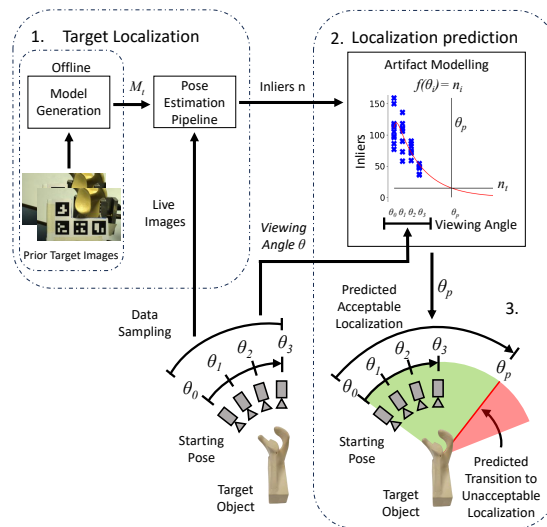 1. Target Localization
Offline
Model
Generation
M_t
Pose
Estimation
Pipeline
Inliers n
Prior Target Images
Live
Images
Viewing
Angle θ
2. Localization prediction
Artifact Modelling
f(θ_i) = n_i
Inliers
150
100
50
0
θ_p
n_t
θ_0 θ_1 θ_2 θ_3 θ_p
Viewing Angle
Data
Sampling
θ_0
θ_1
θ_2
θ_3
Starting
Pose
Target
Object
Predicted
Acceptable
Localization
θ_p
3.
θ_0
θ_1
θ_2
θ_3
θ_p
Starting
Pose
Target
Object
Predicted
Transition to
Unacceptable
Localization